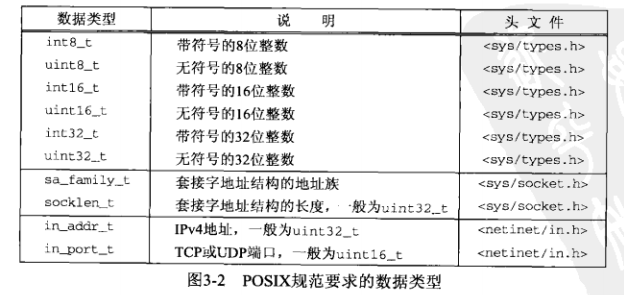 数据类型 说 明 头 文 件
int8_t 带符号的8位整数 <sys/types.h>
uint8_t 无符号的8位整数 <sys/types.h>
int16_t 带符号的16位整数 <sys/types.h>
uint16_t 无符号的16位整数 <sys/types.h>
int32_t 带符号的32位整数 <sys/types.h>
uint32_t 无符号的32位整数 <sys/types.h>
sa_family_t 套接字地址结构的地址族 <sys/socket.h>
socklen_t 套接字地址结构的长度，一般为uint32_t <sys/socket.h>
in_addr_t IPv4地址，一般为uint32_t <netinet/in.h>
in_port_t TCP或UDP端口，一般为uint16_t <netinet/in.h>
图3-2 POSIX规范要求的数据类型